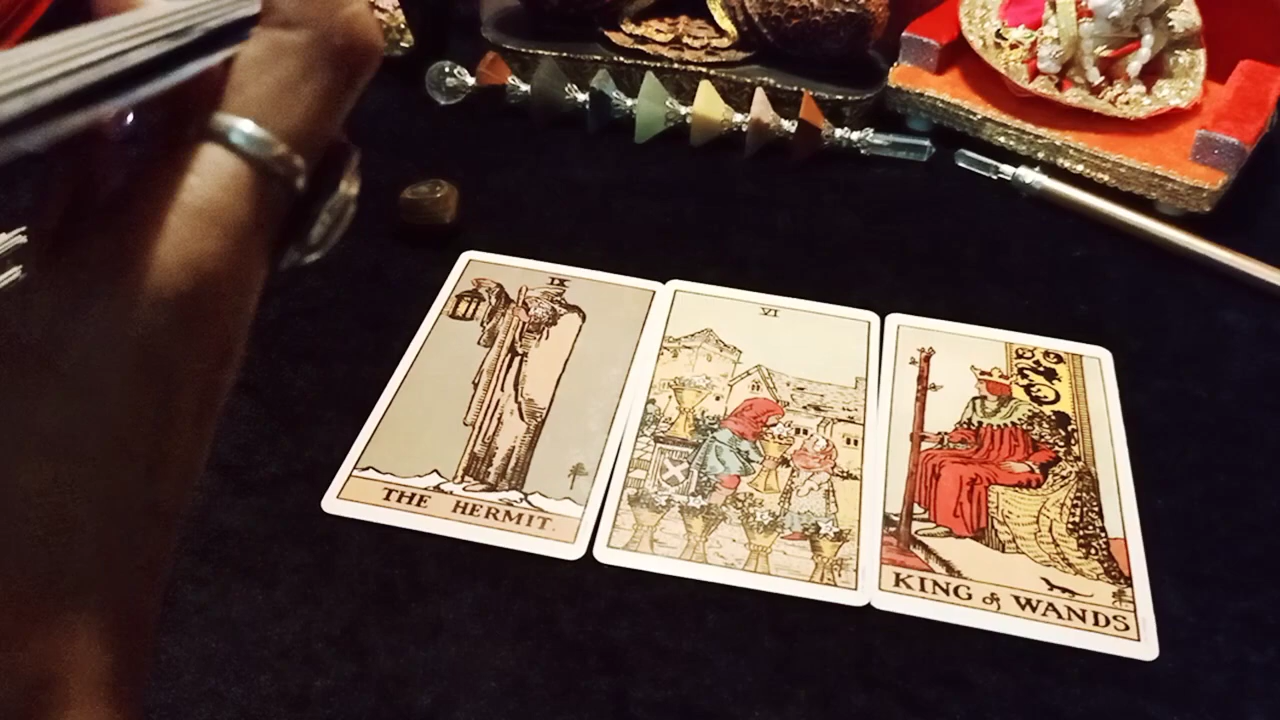 IX
THE HERMIT.
VI
KING of WANDS